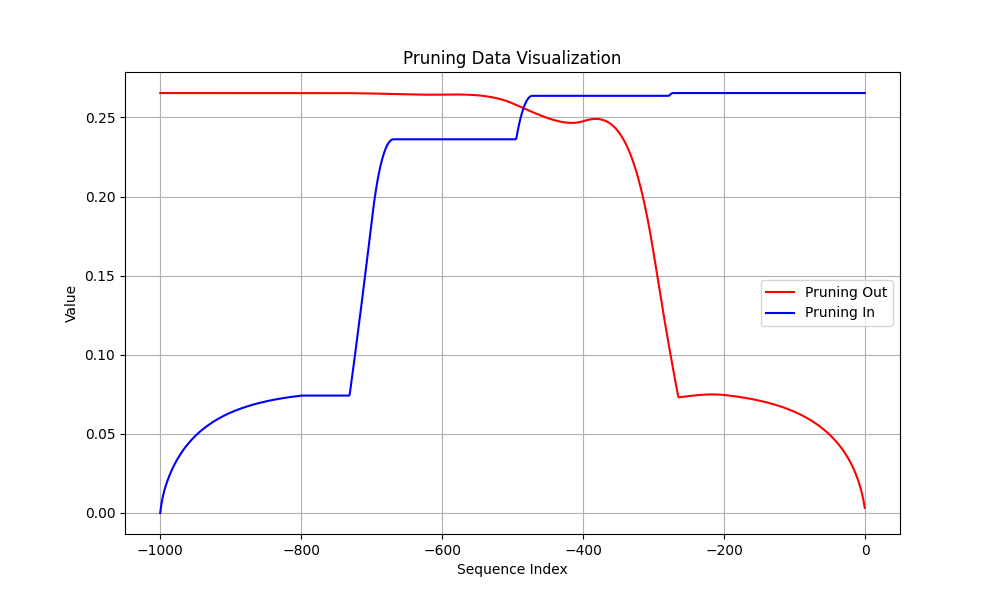 Pruning Data Visualization
0.25
0.20
0.15
0.10
0.05
0.00
Value
Pruning Out
Pruning In
−1000 −800 −600 −400 −200 0
Sequence Index